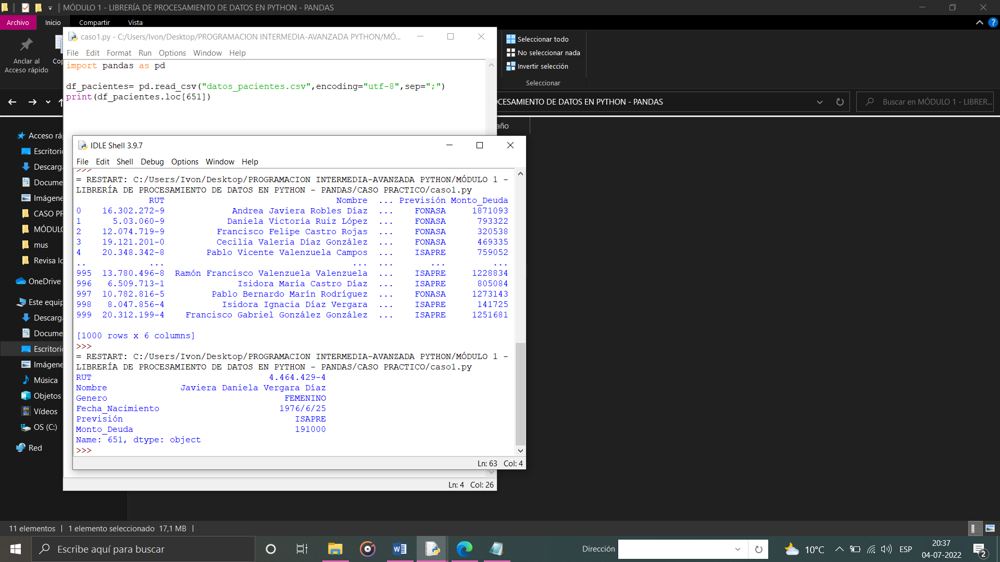 MÓDULO 1 - LIBRERÍA DE PROCESAMIENTO DE DATOS EN PYTHON - PANDAS
Archivo Inicio Compartir Vista
Anclar al
Acceso rápido
Cop
Seleccionar todo
No seleccionar nada
Invertir selección
Seleccionar
CESAMIENTO DE DATOS EN PYTHON - PANDAS
Buscar en MÓDULO 1 - LIBRER...
año
caso1.py - C:/Users/Ivon/Desktop/PROGRAMACION INTERMEDIA-AVANZADA PYTHON/MÓ...
File Edit Format Run Options Window Help
import pandas as pd
df_pacientes= pd.read_csv("datos_pacientes.csv",encoding="utf-8",sep=";")
print(df_pacientes.loc[651])
Acceso rá
Escritorio
Descarga
Docume
Imágene
CASO PR
MÓDULO
mus
Revisa lo
OneDrive
Este equip
Descarga
Docume
Escritorio
Imágene
Música
Objetos
Vídeos
OS (C:)
Red
IDLE Shell 3.9.7
File Edit Shell Debug Options Window Help
>>>
= RESTART: C:/Users/Ivon/Desktop/PROGRAMACION INTERMEDIA-AVANZADA PYTHON/MÓDULO 1 -
LIBRERÍA DE PROCESAMIENTO DE DATOS EN PYTHON - PANDAS/CASO PRACTICO/caso1.py
RUT Nombre ... Previsión Monto_Deuda
0 16.302.272-9 Andrea Javiera Robles Díaz ... FONASA 1871093
1 5.03.060-9 Daniela Victoria Ruiz López ... FONASA 793322
2 12.074.719-9 Francisco Felipe Castro Rojas ... FONASA 320538
3 19.121.201-0 Cecilia Valeria Díaz González ... FONASA 469335
4 20.348.342-8 Pablo Vicente Valenzuela Campos ... ISAPRE 759052
.. ... ... ... ... ...
995 13.780.496-8 Ramón Francisco Valenzuela Valenzuela ... ISAPRE 1228834
996 6.509.713-1 Isidora María Castro Díaz ... ISAPRE 805084
997 10.782.816-5 Pablo Bernardo Marín Rodríguez ... FONASA 1273143
998 8.047.856-4 Isidora Ignacia Díaz Vergara ... ISAPRE 141725
999 20.312.199-4 Francisco Gabriel González González ... ISAPRE 1251681
[1000 rows x 6 columns]
>>>
= RESTART: C:/Users/Ivon/Desktop/PROGRAMACION INTERMEDIA-AVANZADA PYTHON/MÓDULO 1 -
LIBRERÍA DE PROCESAMIENTO DE DATOS EN PYTHON - PANDAS/CASO PRACTICO/caso1.py
RUT 4.464.429-4
Nombre Javiera Daniela Vergara Díaz
Genero FEMENINO
Fecha_Nacimiento 1976/6/25
Previsión ISAPRE
Monto_Deuda 191000
Name: 651, dtype: object
>>>
Ln: 63 Col: 4
Ln: 4 Col: 26
11 elementos 1 elemento seleccionado 17,1 MB
Escribe aquí para buscar
Dirección
10°C
ESP
20:37
04-07-2022
2